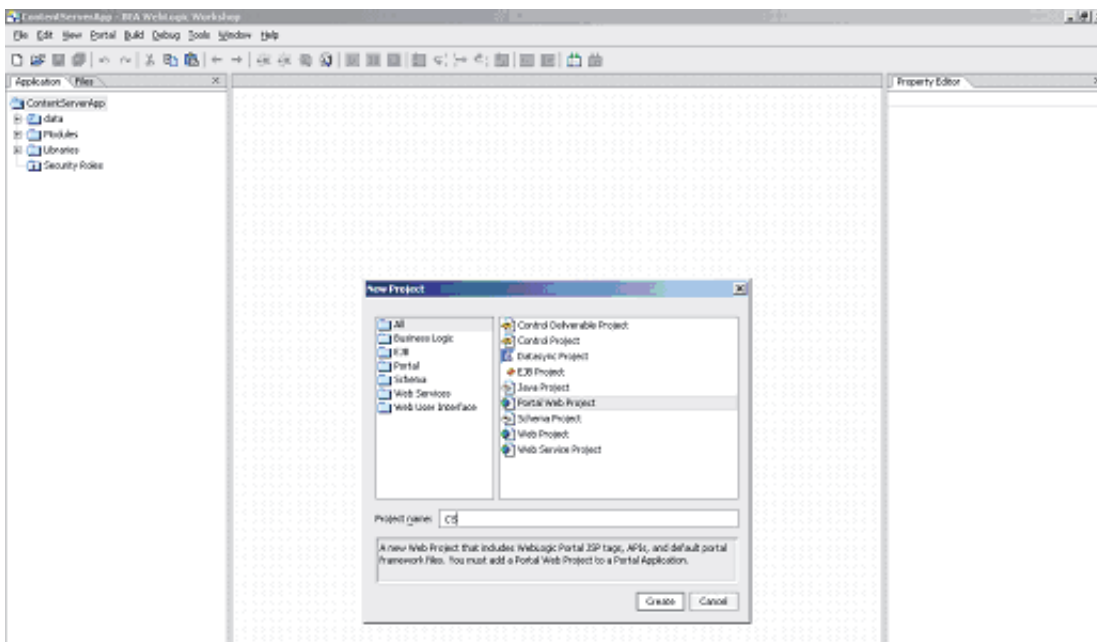 ContentServerApp - BEA WebLogic Workshop
File Edit View Portal Build Debug Tools Window Help
Application Files
Property Editor
ContentServerApp
data
Modules
Libraries
Security Roles
New Project
All
Business Logic
EJB
Portal
Schema
Web Services
Web User Interface
Control Deliverable Project
Control Project
Datasync Project
EJB Project
Java Project
Portal Web Project
Schema Project
Web Project
Web Service Project
Project name: CS
A new Web Project that includes WebLogic Portal JSP tags, APIs, and default portal
framework files. You must add a Portal Web Project to a Portal Application.
Create Cancel